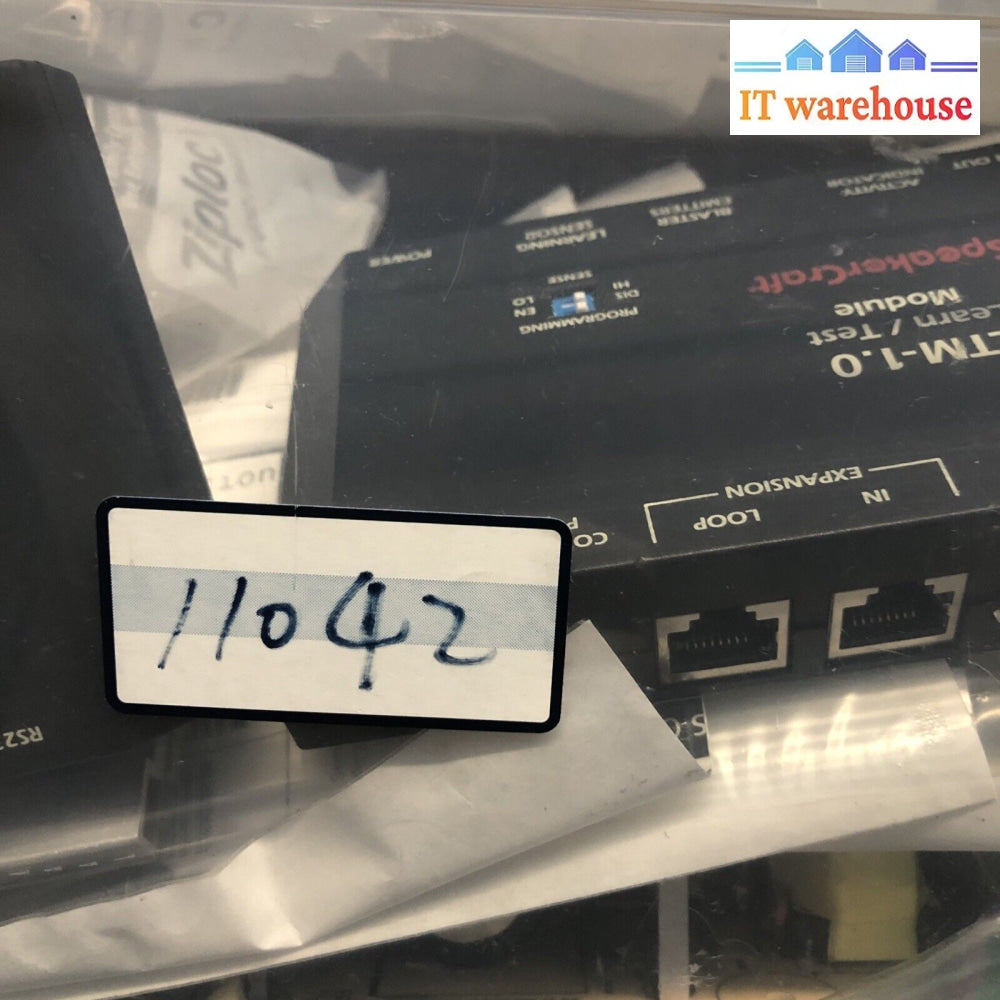 IT warehouse
Ziploc
OUT
ACTIVITY
INDICATOR
BLASTER
EMITTERS
LEARNING
SENSOR
POWER
SENSE
HI
LO
DIS
EN
PROGRAMMING
SpeakerCraft
Module
Learn / Test
LTM-1.0
EXPANSION
IN
LOOP
11042